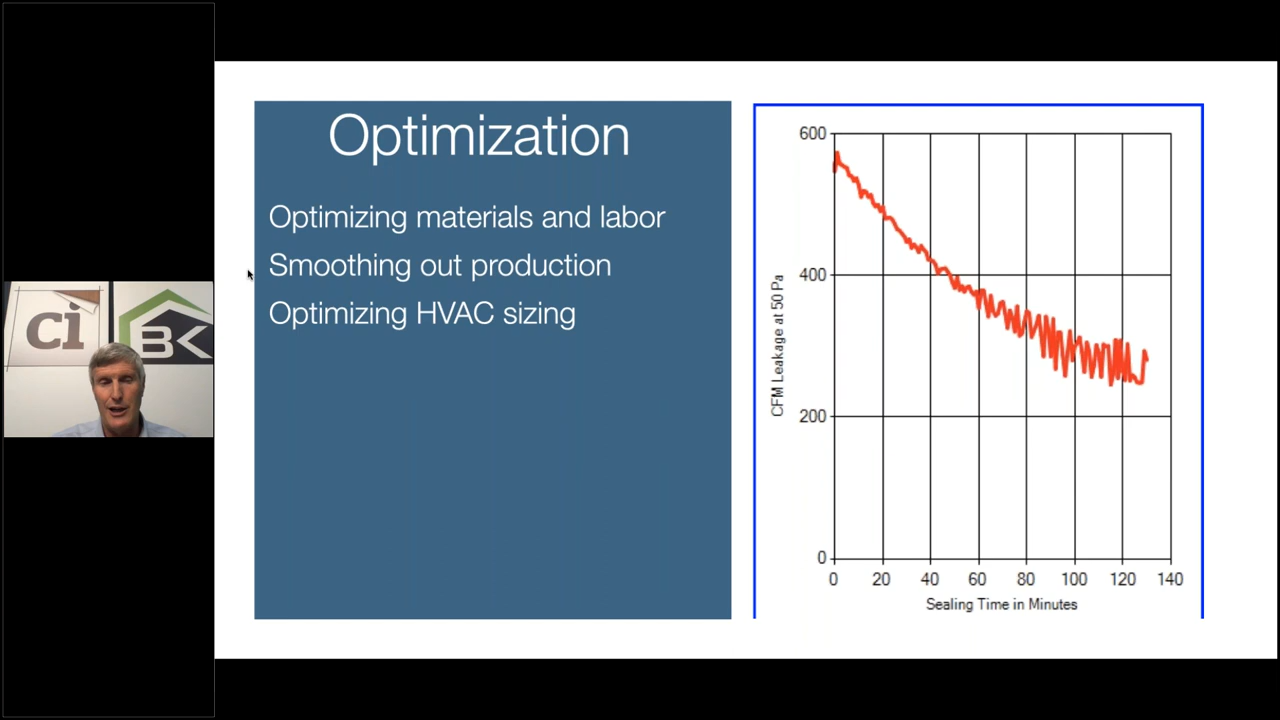 Optimization
Optimizing materials and labor
Smoothing out production
Optimizing HVAC sizing
ci
BK
600
400
200
0
CFM Leakage at 50 Pa
0 20 40 60 80 100 120 140
Sealing Time in Minutes